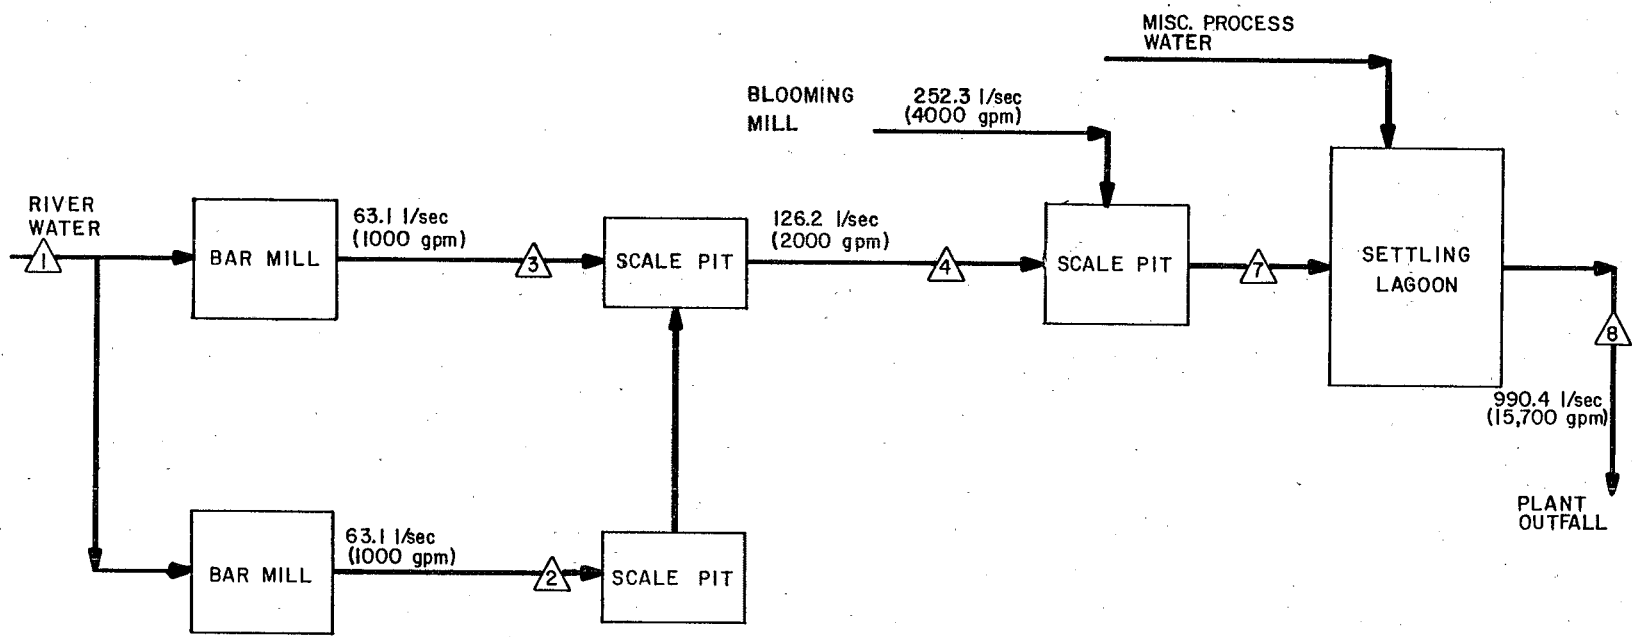 MISC. PROCESS
WATER
BLOOMING
MILL
252.3 l/sec
(4000 gpm)
RIVER
WATER
1
BAR MILL
63.1 l/sec
(1000 gpm)
3
SCALE PIT
126.2 l/sec
(2000 gpm)
4
SCALE PIT
7
SETTLING
LAGOON
8
990.4 l/sec
(15,700 gpm)
PLANT
OUTFALL
BAR MILL
63.1 l/sec
(1000 gpm)
2
SCALE PIT